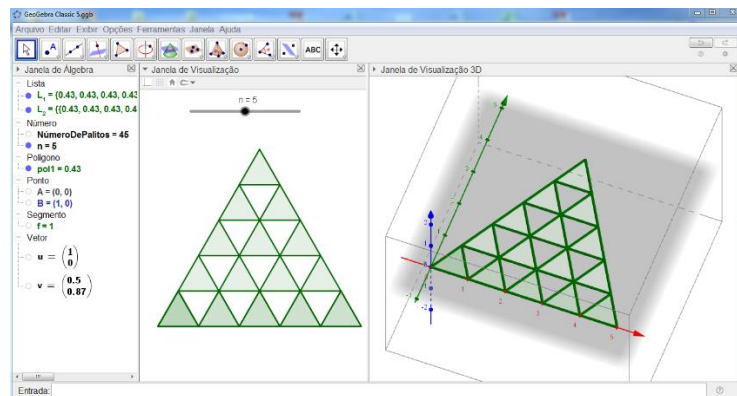 GeoGebra Classic 5.ggb
Arquivo Editar Exibir Opções Ferramentas Janela Ajuda
ABC
Janela de Álgebra
Lista
L₁ = {0.43, 0.43, 0.43, 0.43
L₂ = {{0.43, 0.43, 0.43, 0.4
Número
NúmeroDePalitos = 45
n = 5
Polígono
pol1 = 0.43
Ponto
A = (0, 0)
B = (1, 0)
Segmento
f = 1
Vetor
u = (1
0)
v = (0.5
0.87)
Janela de Visualização
n = 5
Janela de Visualização 3D
1
2
3
4
5
Entrada: